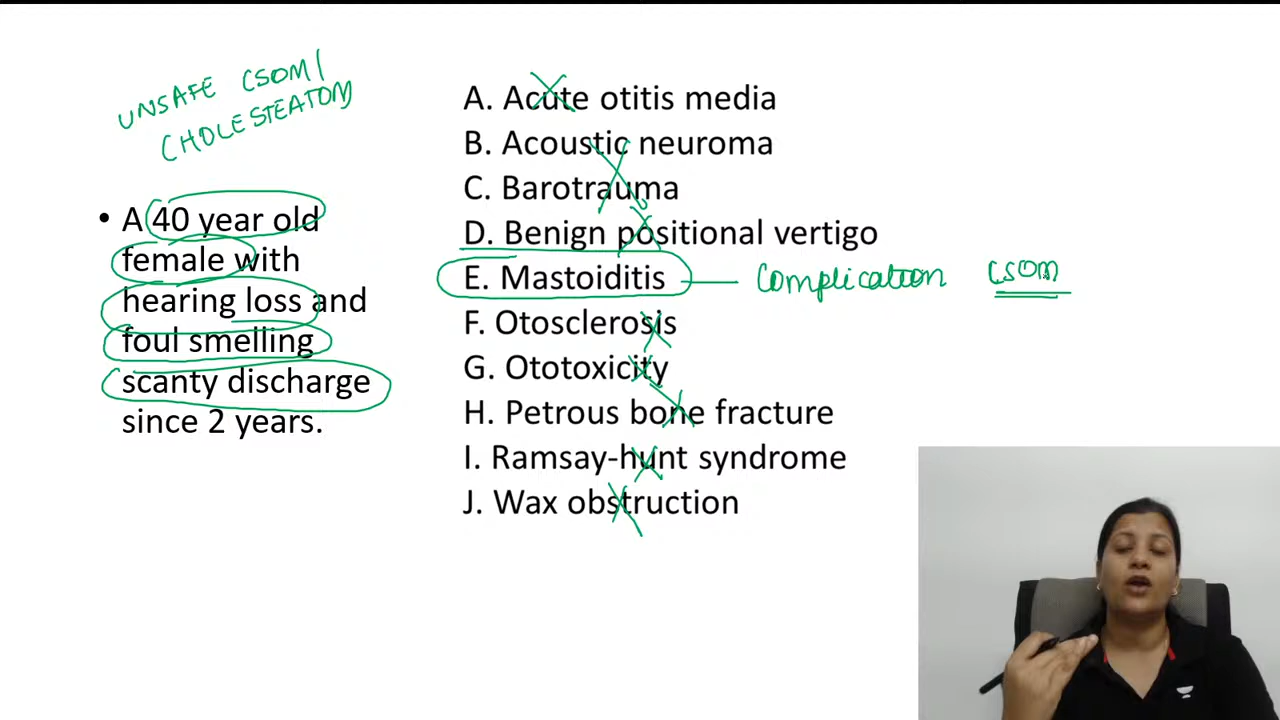 UNSAFE CSOM/
CHOLESTEATOM
• A 40 year old
female with
hearing loss and
foul smelling
scanty discharge
since 2 years.
A. Acute otitis media
B. Acoustic neuroma
C. Barotrauma
D. Benign positional vertigo
E. Mastoiditis — Complication CSOM
F. Otosclerosis
G. Ototoxicity
H. Petrous bone fracture
I. Ramsay-hunt syndrome
J. Wax obstruction